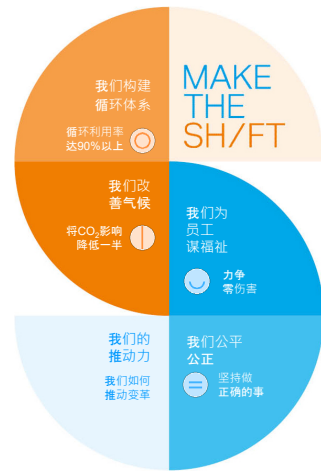 我们构建
循环体系
循环利用率
达90%以上
MAKE
THE
SH/FT
我们改
善气候
将CO₂影响
降低一半
我们为
员工
谋福祉
力争
零伤害
我们的
推动力
我们如何
推动变革
我们公平
公正
坚持做
正确的事